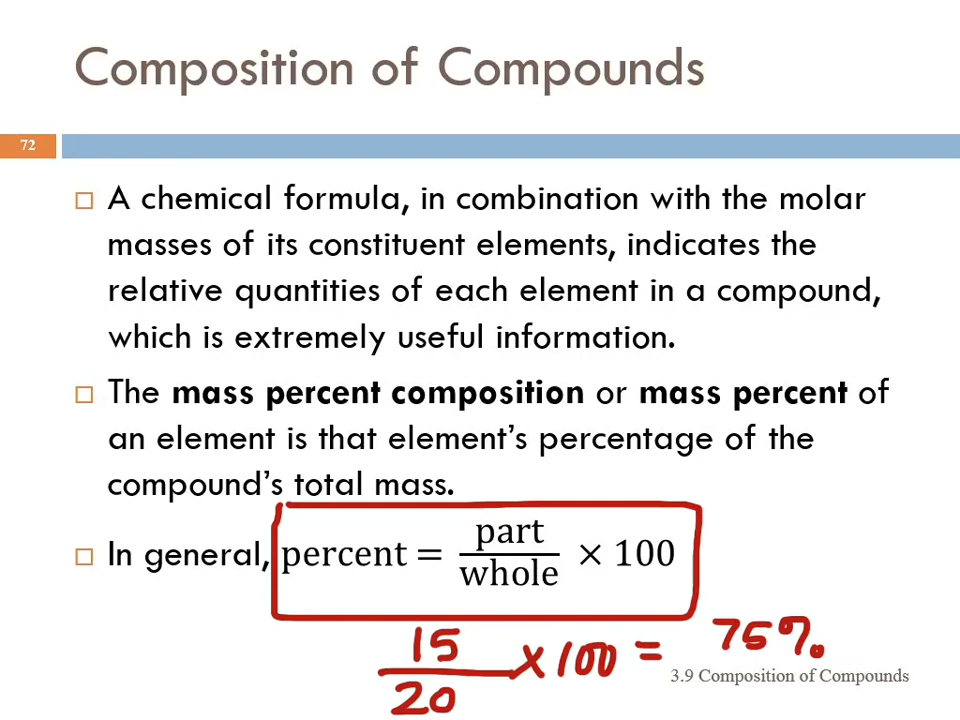 Composition of Compounds
72
A chemical formula, in combination with the molar
masses of its constituent elements, indicates the
relative quantities of each element in a compound,
which is extremely useful information.
The mass percent composition or mass percent of
an element is that element’s percentage of the
compound’s total mass.
In general, percent = part/whole × 100
15/20 × 100 = 75%
3.9 Composition of Compounds